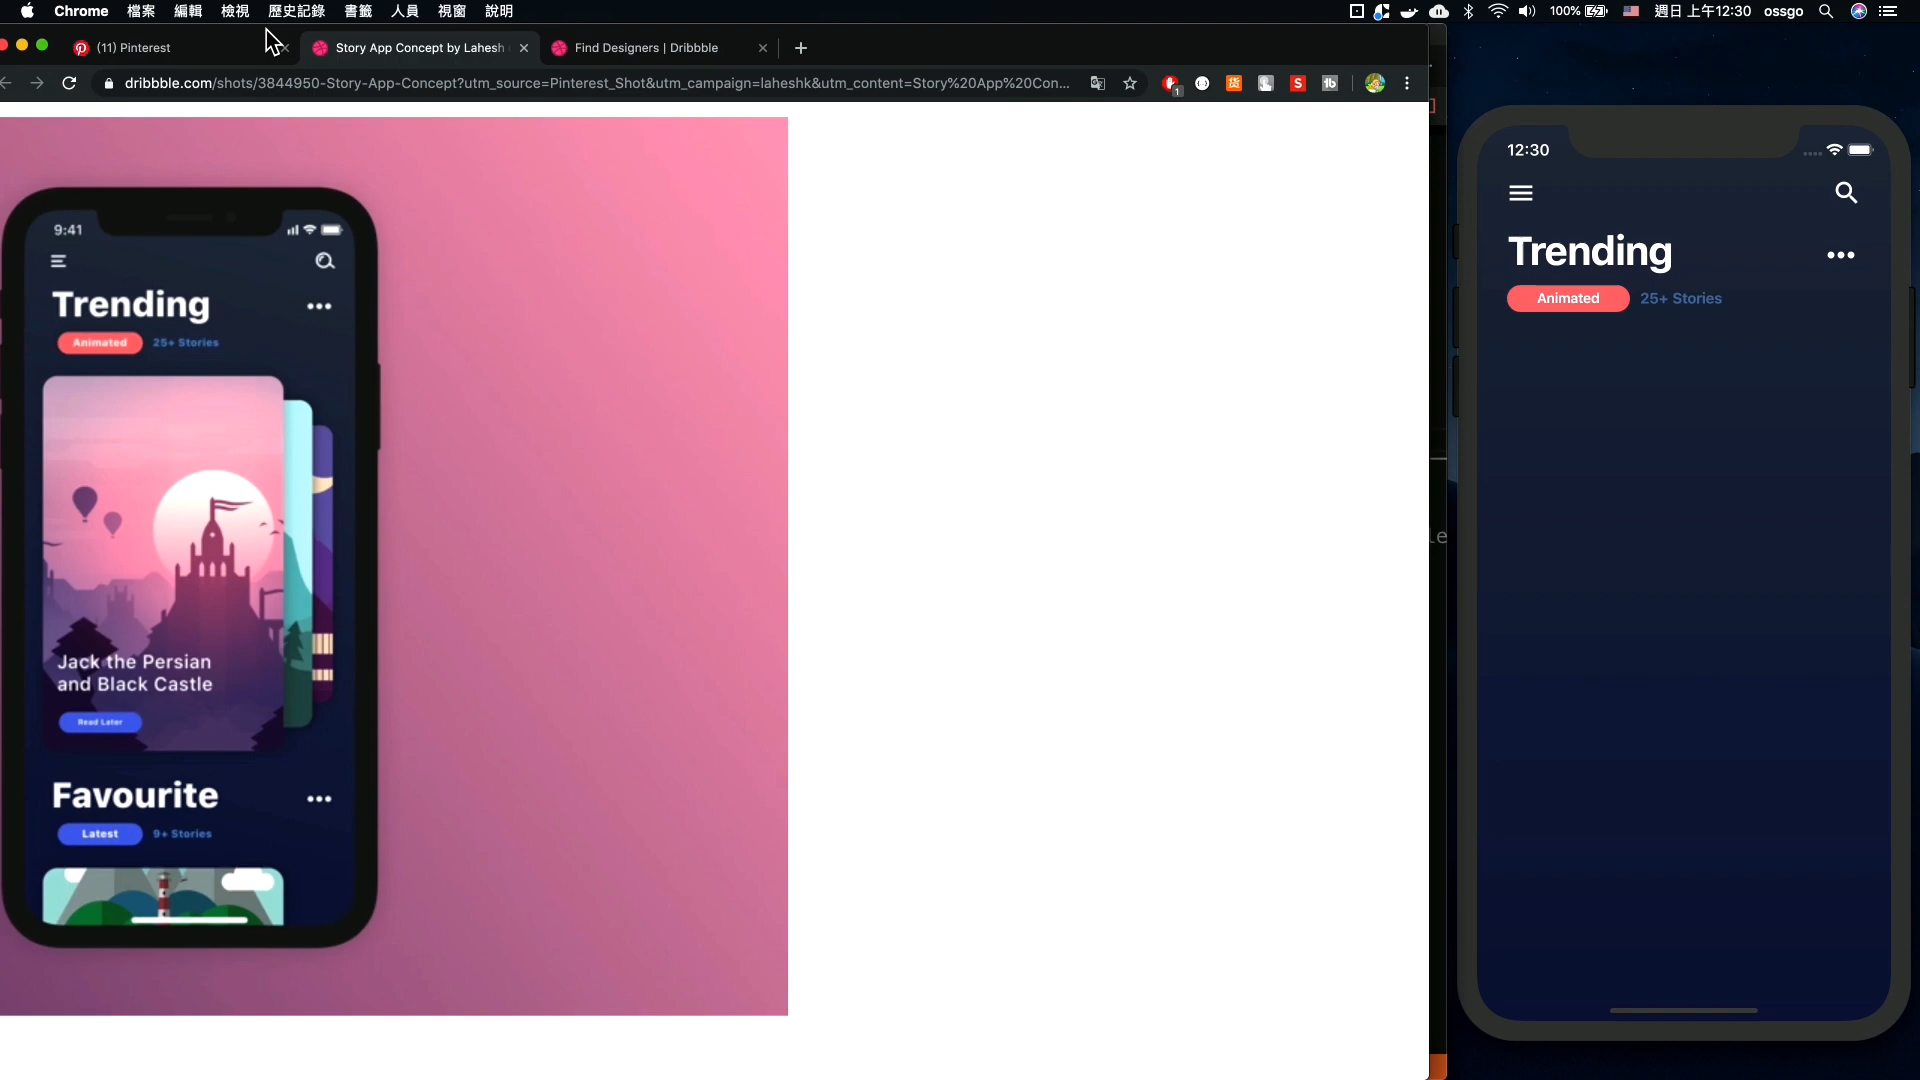 Chrome 檔案 編輯 檢視 歷史記錄 書籤 人員 視窗 說明 100% 週日 上午12:30 ossgo
(11) Pinterest Story App Concept by Lahesh Find Designers | Dribbble
dribbble.com/shots/3844950-Story-App-Concept?utm_source=Pinterest_Shot&utm_campaign=laheshk&utm_content=Story%20App%20Con... 1
9:41
Trending
Animated 25+ Stories
Jack the Persian
and Black Castle
Read Later
Favourite
Latest 9+ Stories
12:30
Trending
Animated 25+ Stories
le